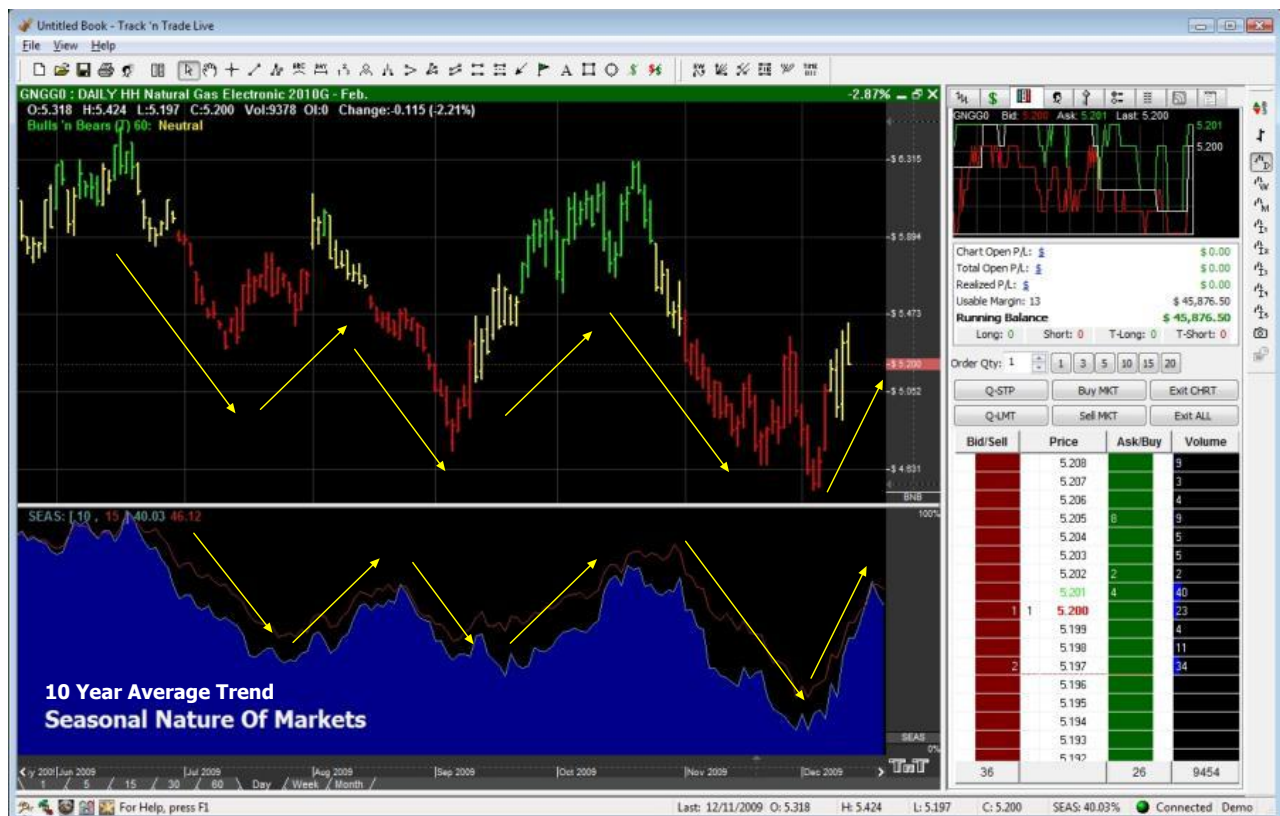 Untitled Book - Track 'n Trade Live
File View Help
GNGG0 : DAILY HH Natural Gas Electronic 2010G - Feb.
-2.87%
O:5.318 H:5.424 L:5.197 C:5.200 Vol:9378 OI:0 Change:-0.115 (-2.21%)
Bulls 'n Bears (7) 60: Neutral
-$ 6.315
-$ 5.894
-$ 5.473
-$ 5.200
-$ 5.052
-$ 4.631
BNB
SEAS: [ 10 , 15 ] 40.03 46.12
100%
10 Year Average Trend
Seasonal Nature Of Markets
SEAS
0%
Jun 2009 Jul 2009 Aug 2009 Sep 2009 Oct 2009 Nov 2009 Dec 2009
TnT
1 / 5 / 15 / 30 / 60 \ Day / Week / Month /
GNGG0 Bid: 5.200 Ask: 5.201 Last: 5.200
5.201
5.200
Chart Open P/L: $ $ 0.00
Total Open P/L: $ $ 0.00
Realized P/L: $ $ 0.00
Usable Margin: 13 $ 45,876.50
Running Balance $ 45,876.50
Long: 0 Short: 0 T-Long: 0 T-Short: 0
Order Qty: 1 1 3 5 10 15 20
Q-STP Buy MKT Exit CHRT
Q-LMT Sell MKT Exit ALL
Bid/Sell Price Ask/Buy Volume
5.208 9
5.207 3
5.206 4
5.205 8 9
5.204 5
5.203 5
5.202 2 2
5.201 4 40
1 1 5.200 23
5.199 4
5.198 11
2 5.197 34
5.196
5.195
5.194
5.193
5.192
36 26 9454
For Help, press F1
Last: 12/11/2009 O: 5.318 H: 5.424 L: 5.197 C: 5.200 SEAS: 40.03% Connected Demo